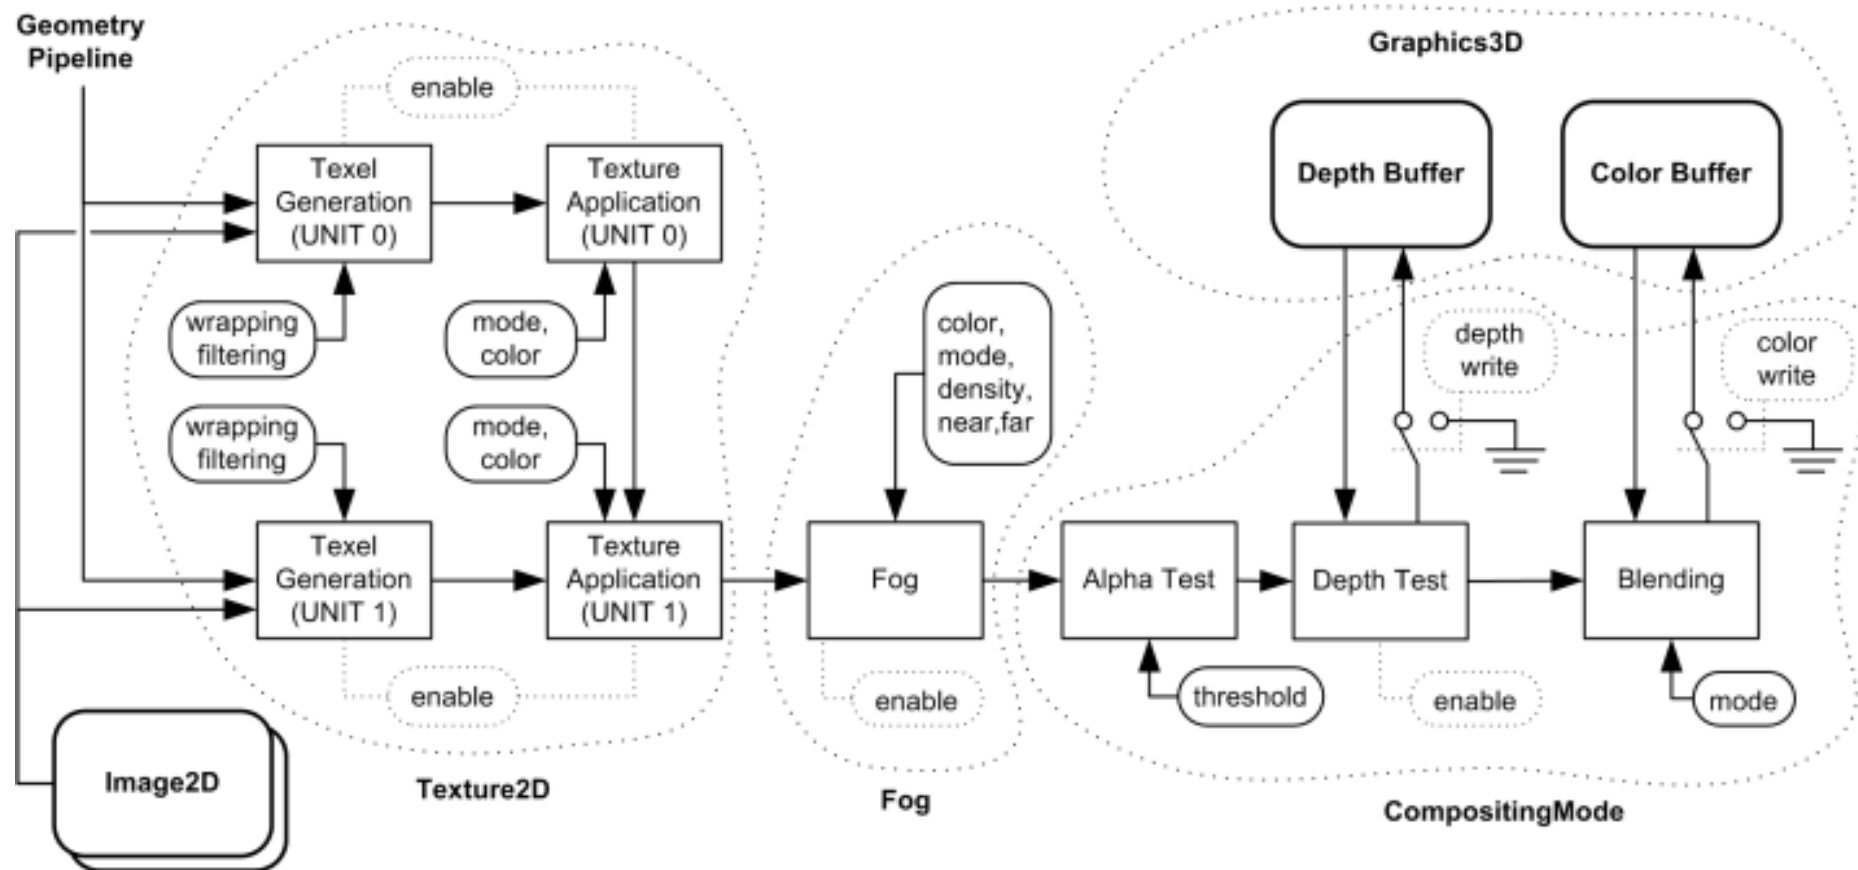 Geometry
Pipeline
enable
Graphics3D
Texel
Generation
(UNIT 0)
Texture
Application
(UNIT 0)
Depth Buffer
Color Buffer
wrapping
filtering
mode,
color
color,
mode,
density,
near,far
depth
write
color
write
wrapping
filtering
mode,
color
Texel
Generation
(UNIT 1)
Texture
Application
(UNIT 1)
Fog
Alpha Test
Depth Test
Blending
enable
enable
threshold
enable
mode
Image2D
Texture2D
Fog
CompositingMode